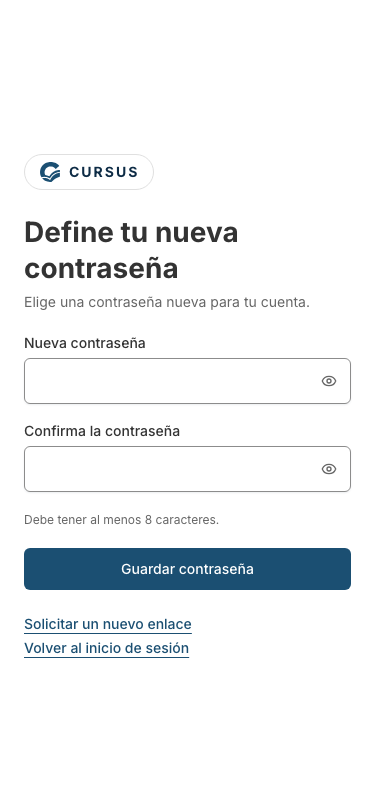 CURSUS
Define tu nueva
contraseña
Elige una contraseña nueva para tu cuenta.
Nueva contraseña
Confirma la contraseña
Debe tener al menos 8 caracteres.
Guardar contraseña
Solicitar un nuevo enlace
Volver al inicio de sesión